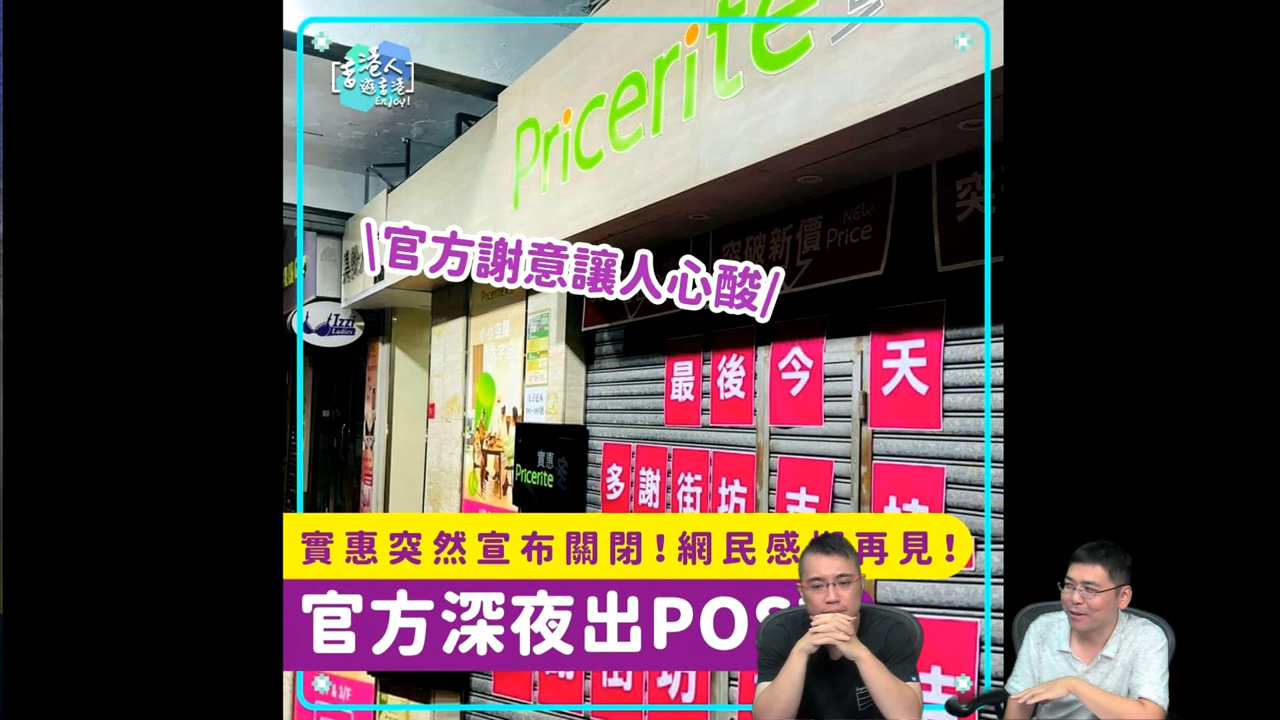 香港人
遊香港
Enjoy!
Pricerite
\官方謝意讓人心酸/
突破新價
NEW
Price
突
Izzi
Ladies
最後今天
實惠
Pricerite
多謝街坊支持
實惠突然宣布關閉!網民感 再見!
官方深夜出POS
街坊